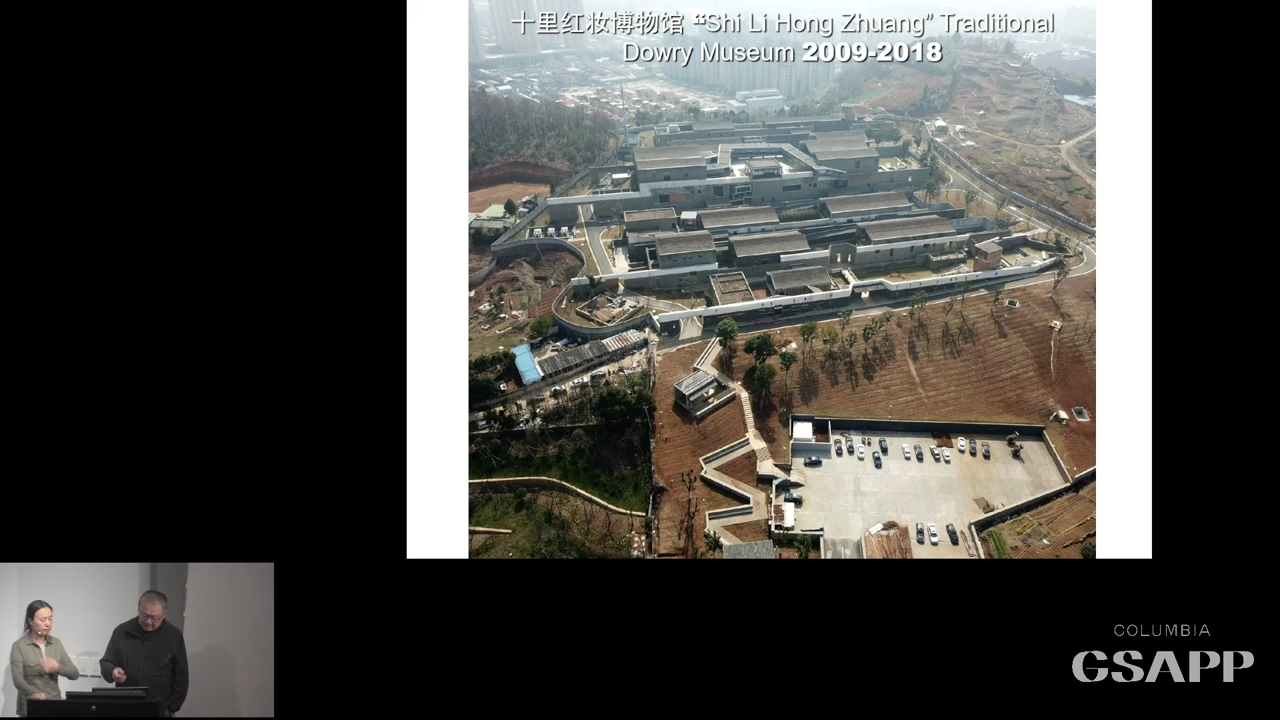 十里红妆博物馆 “Shi Li Hong Zhuang” Traditional
Dowry Museum 2009-2018
COLUMBIA
GSAPP